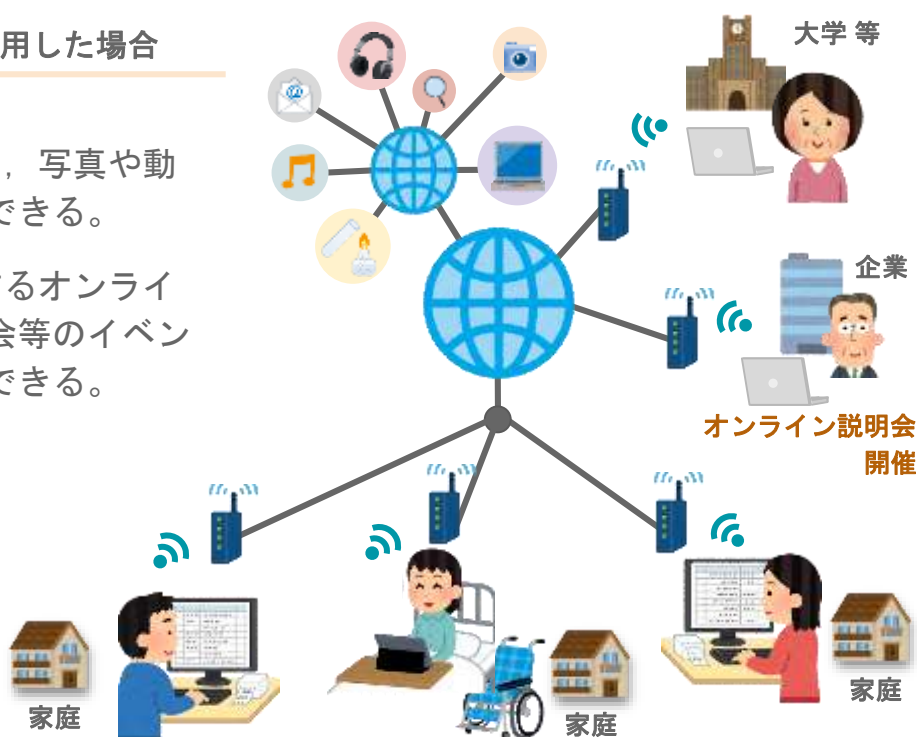 用した場合
，写真や動
できる。
るオンライ
会等のイベン
できる。
大学 等
企業
オンライン説明会
開催
家庭
家庭
家庭